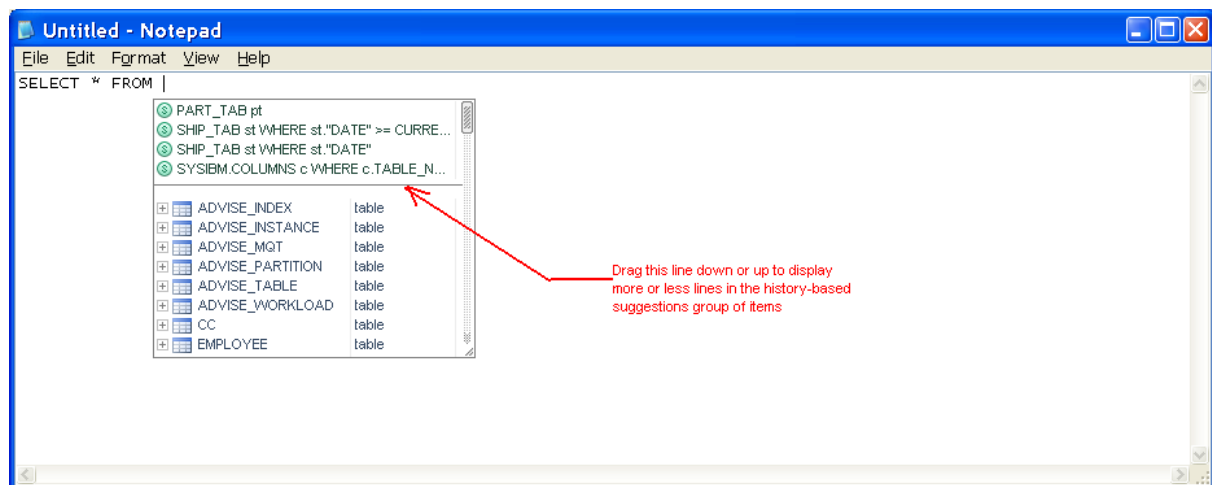 Untitled - Notepad
File Edit Format View Help
SELECT * FROM
PART_TAB pt
SHIP_TAB st WHERE st."DATE" >= CURRE...
SHIP_TAB st WHERE st."DATE"
SYSIBM.COLUMNS c WHERE c.TABLE_N...
ADVISE_INDEX table
ADVISE_INSTANCE table
ADVISE_MQT table
ADVISE_PARTITION table
ADVISE_TABLE table
ADVISE_WORKLOAD table
CC table
EMPLOYEE table
Drag this line down or up to display
more or less lines in the history-based
suggestions group of items